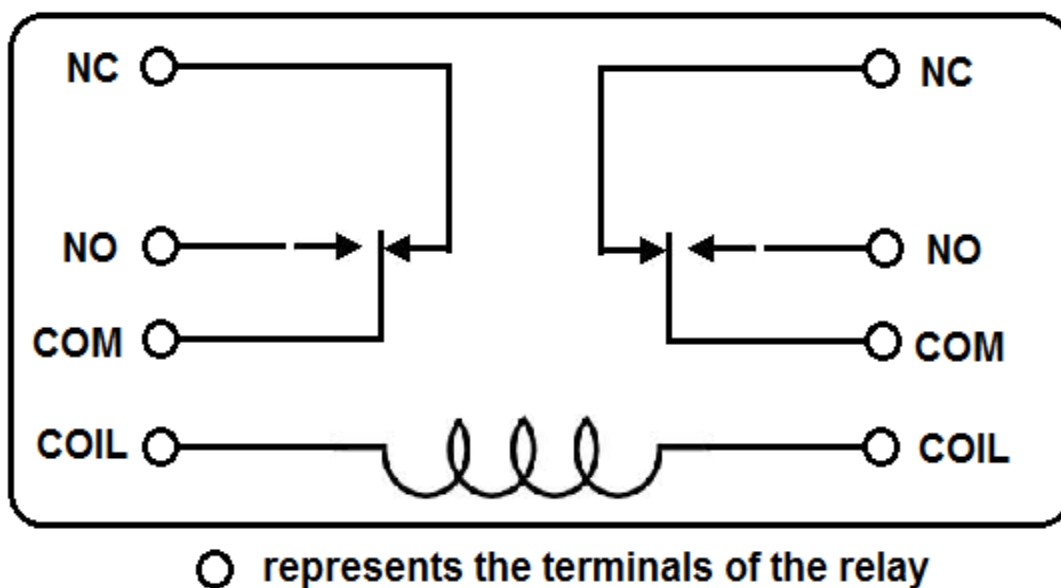 NC NC
NO NO
COM COM
COIL COIL
represents the terminals of the relay